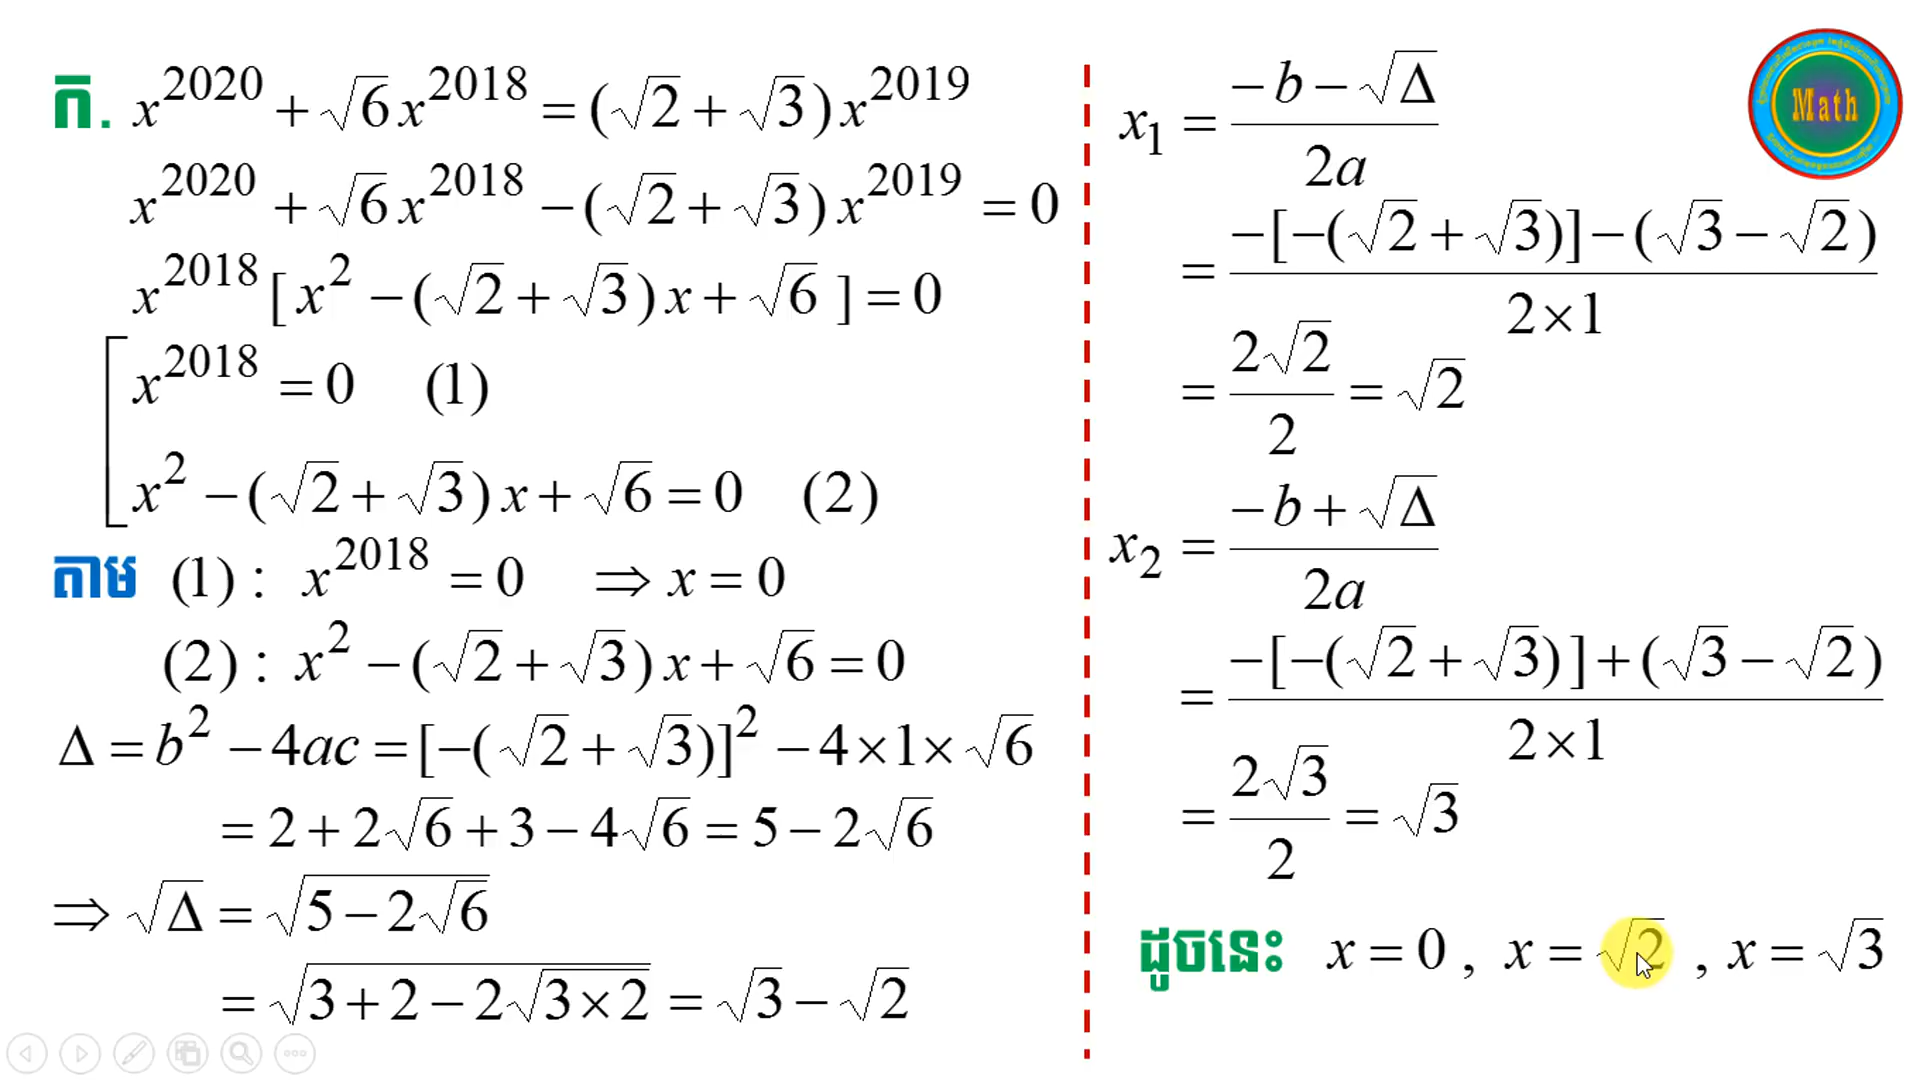 ក. x^2020 + √6 x^2018 = (√2 + √3) x^2019
x^2020 + √6 x^2018 − (√2 + √3) x^2019 = 0
x^2018 [ x^2 − (√2 + √3) x + √6 ] = 0
x^2018 = 0 (1)
x^2 − (√2 + √3) x + √6 = 0 (2)
តាម (1) : x^2018 = 0 ⇒ x = 0
(2) : x^2 − (√2 + √3) x + √6 = 0
Δ = b^2 − 4ac = [−(√2 + √3)]^2 − 4×1×√6
= 2 + 2√6 + 3 − 4√6 = 5 − 2√6
⇒ √Δ = √(5 − 2√6)
= √(3 + 2 − 2√(3×2)) = √3 − √2
x₁ = (−b − √Δ) / 2a
= (−[−(√2 + √3)] − (√3 − √2)) / (2×1)
= 2√2 / 2 = √2
x₂ = (−b + √Δ) / 2a
= (−[−(√2 + √3)] + (√3 − √2)) / (2×1)
= 2√3 / 2 = √3
ដូចនេះ x = 0 , x = √2 , x = √3
Math